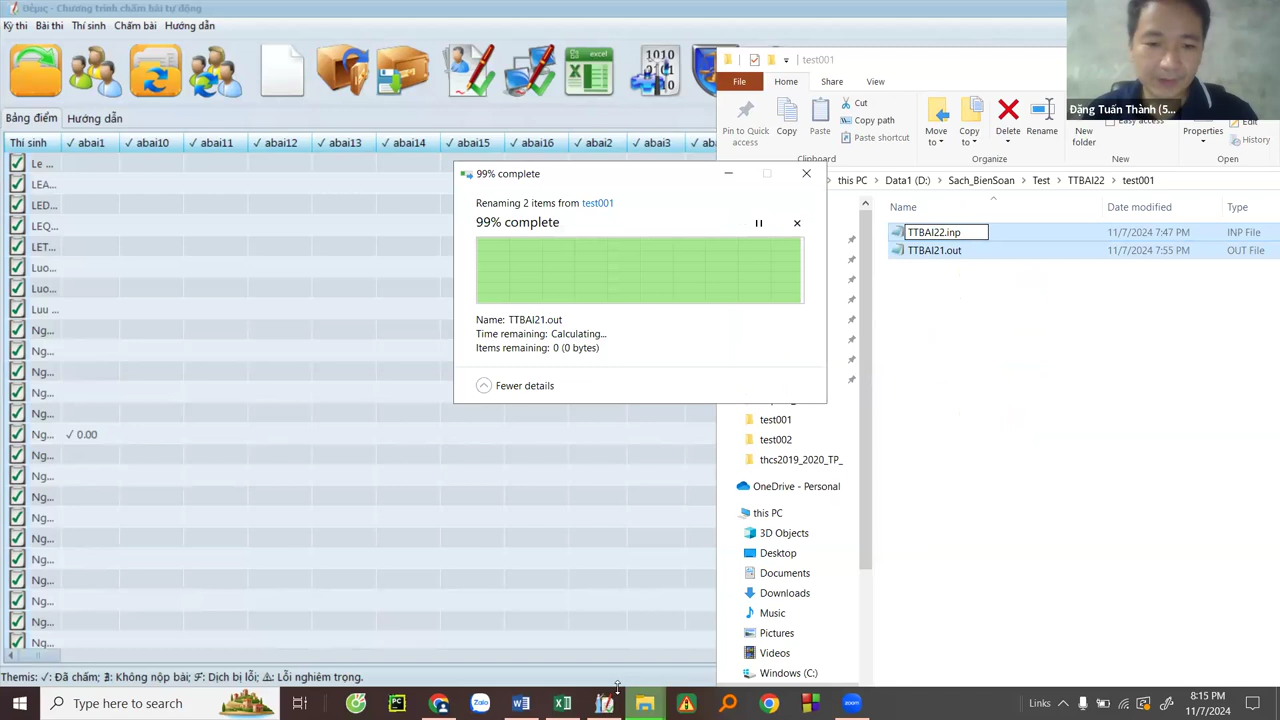 Θέμις - Chương trình chấm bài tự động
Kỳ thi Bài thi Thí sinh Chấm bài Hướng dẫn
excel
1010
Bảng điểm Hướng dẫn
Thí sinh ✓ abai1 ✓ abai10 ✓ abai11 ✓ abai12 ✓ abai13 ✓ abai14 ✓ abai15 ✓ abai16 ✓ abai2 ✓ abai3 ✓ aba
Le ...
LEA...
LED...
LEQ...
LET...
Luo...
Luo...
Luu ...
Ng...
Ng...
Ng...
Ng...
Ng...
Ng... ✓ 0.00
Ng...
Ng...
Ng...
Ng...
Ng...
Ng...
Ng...
Ng...
Ng...
Ng...
Themis: √: Đã chấm; ∄: Không nộp bài; ℱ: Dịch bị lỗi; ⚠: Lỗi nghiêm trọng.
test001
File Home Share View
Pin to Quick access
Copy
Paste
Cut
Copy path
Paste shortcut
Clipboard
Move to
Copy to
Delete
Rename
Organize
New folder
Easy access
New
Properties
Edit
History
Open
this PC Data1 (D:) Sach_BienSoan Test TTBAI22 test001
Name Date modified Type
TTBAI22.inp 11/7/2024 7:47 PM INP File
TTBAI21.out 11/7/2024 7:55 PM OUT File
test001
test002
thcs2019_2020_TP_
OneDrive - Personal
this PC
3D Objects
Desktop
Documents
Downloads
Music
Pictures
Videos
Windows (C:)
99% complete
Renaming 2 items from test001
99% complete
Name: TTBAI21.out
Time remaining: Calculating...
Items remaining: 0 (0 bytes)
Fewer details
Đặng Tuấn Thành (5...
Type here to search
PC
Zalo
zoom
Links
8:15 PM
11/7/2024